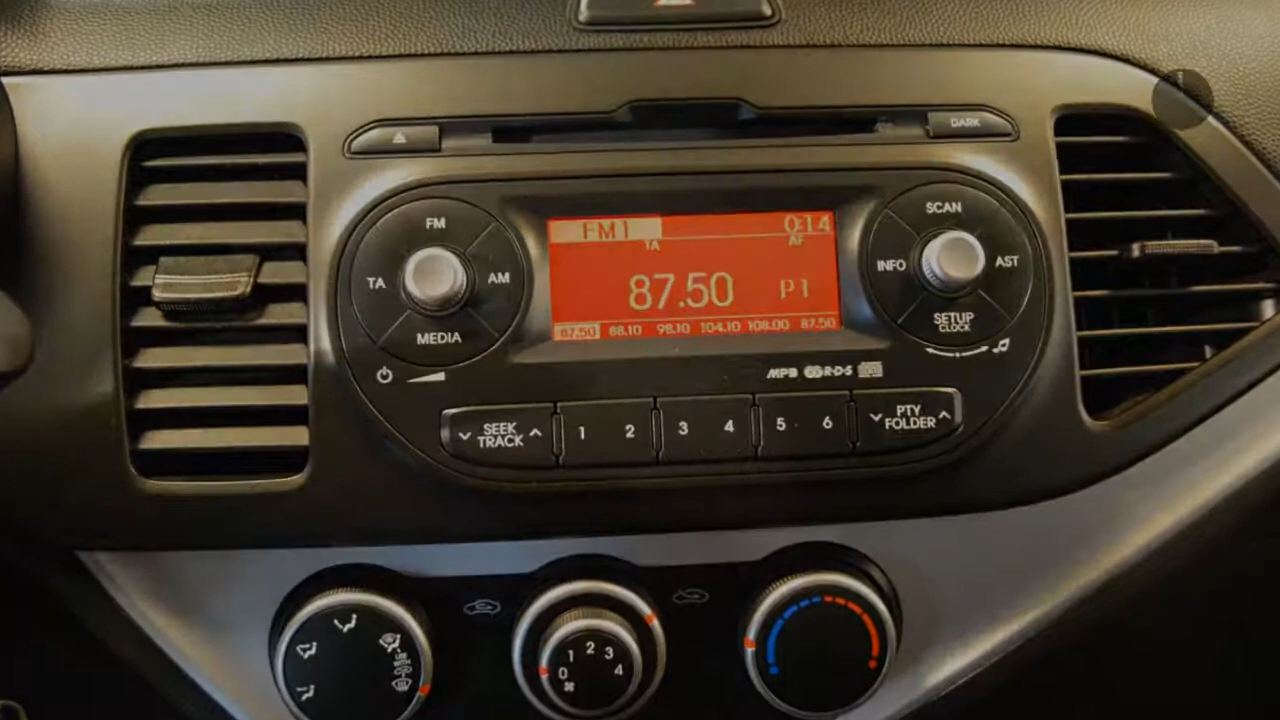 DARK
FM
TA
AM
MEDIA
FM1
0:14
TA
AF
87.50
P1
87.50 88.10 98.10 104.10 108.00 87.50
SCAN
INFO
AST
SETUP
CLOCK
MP3 R·D·S
SEEK
TRACK
1 2 3 4 5 6
PTY
FOLDER
USE
WITH
0 1 2 3 4